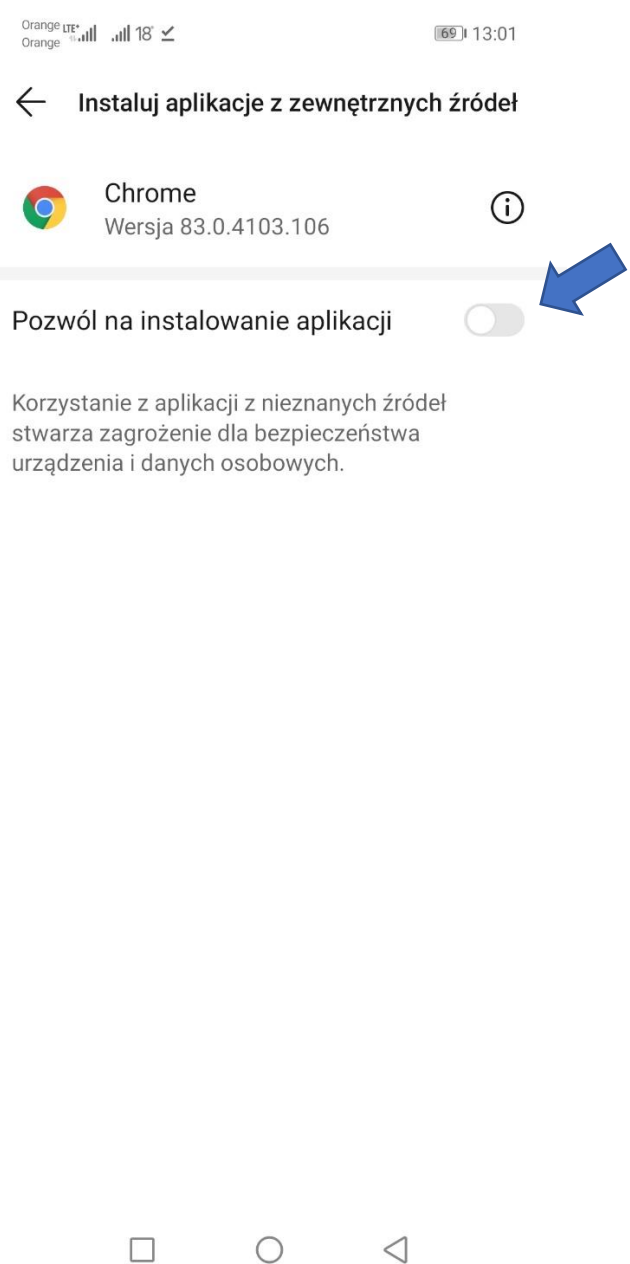 Orange LTE+ 18° 69 13:01
Orange
Instaluj aplikacje z zewnętrznych źródeł
Chrome
Wersja 83.0.4103.106
Pozwól na instalowanie aplikacji
Korzystanie z aplikacji z nieznanych źródeł
stwarza zagrożenie dla bezpieczeństwa
urządzenia i danych osobowych.